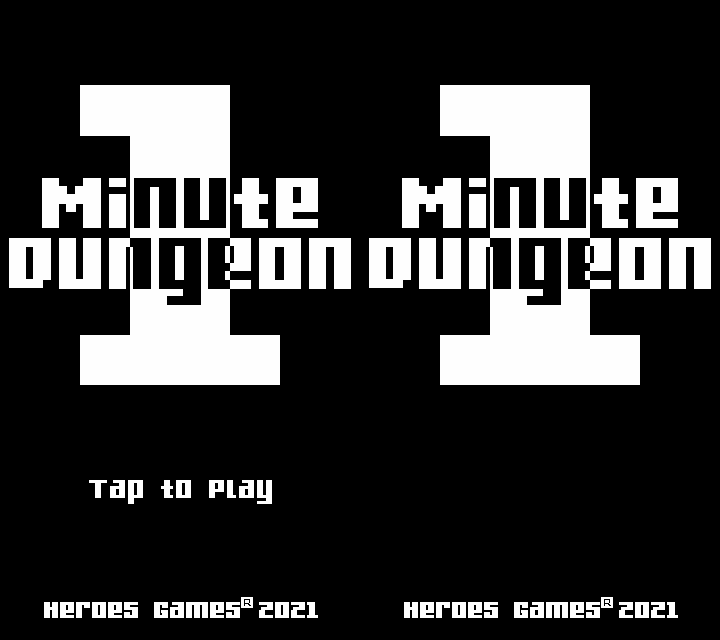 1
Minute
Dungeon
Tap to Play
Heroes Games® 2021
1
Minute
Dungeon
Heroes Games® 2021